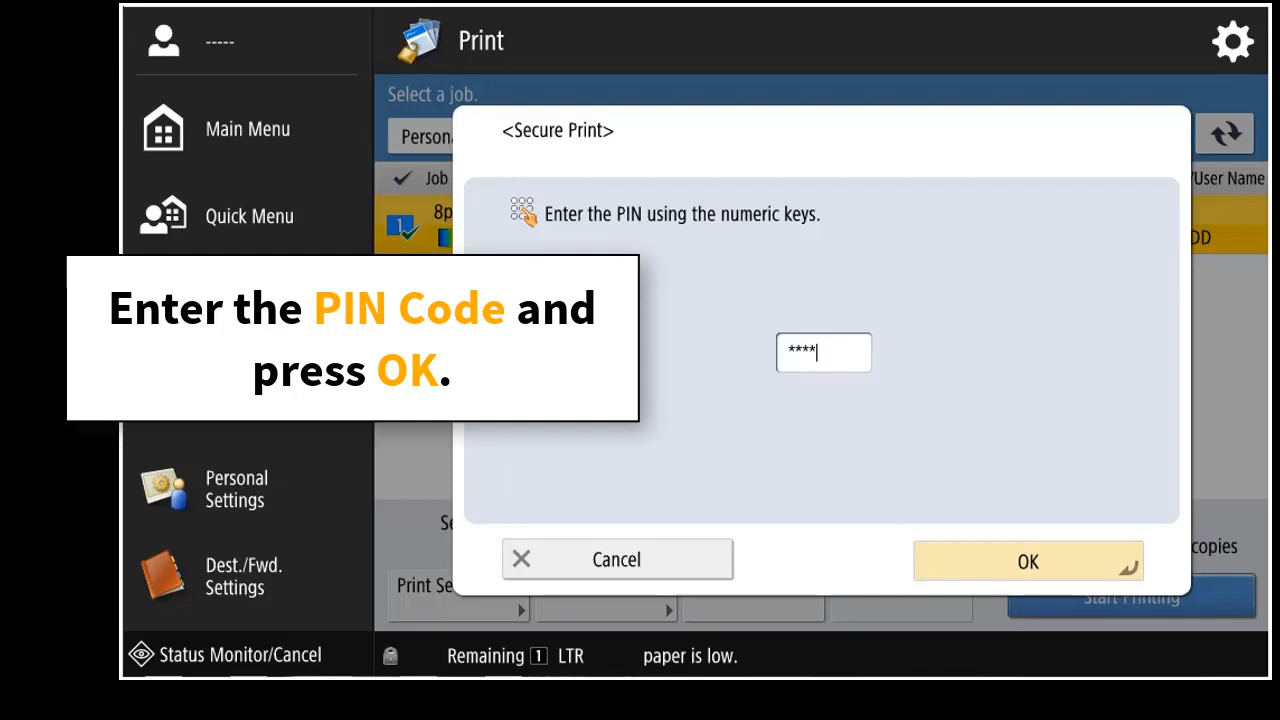 -----
Print
Main Menu
Quick Menu
Select a job.
Job
1
<Secure Print>
Enter the PIN using the numeric keys.
****
/User Name
DD
Enter the PIN Code and
press OK.
Personal
Settings
Dest./Fwd.
Settings
Cancel
OK
copies
Start Printing
Status Monitor/Cancel
Remaining 1 LTR
paper is low.